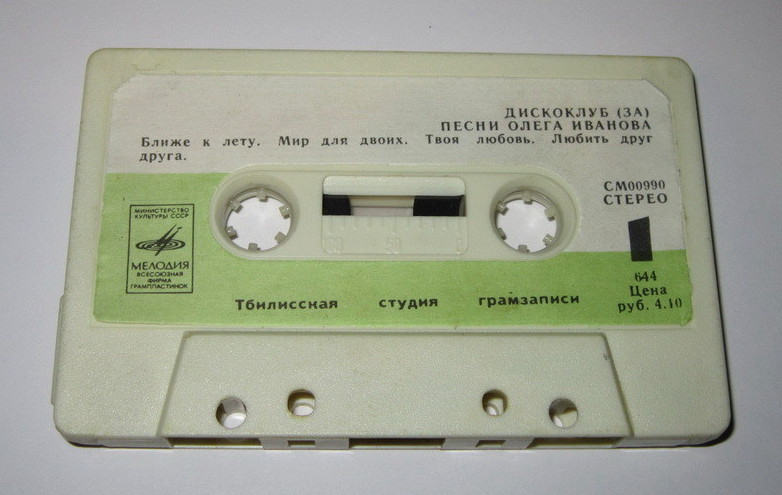 ДИСКОКЛУБ (3А)
ПЕСНИ ОЛЕГА ИВАНОВА
Ближе к лету. Мир для двоих. Твоя любовь. Любить друг
друга.
СМ00990
СТЕРЕО
МИНИСТЕРСТВО
КУЛЬТУРЫ СССР
МЕЛОДИЯ
ВСЕСОЮЗНАЯ
ФИРМА
ГРАМПЛАСТИНОК
50
1
644
Цена
руб. 4.10
Тбилисская студия грамзаписи